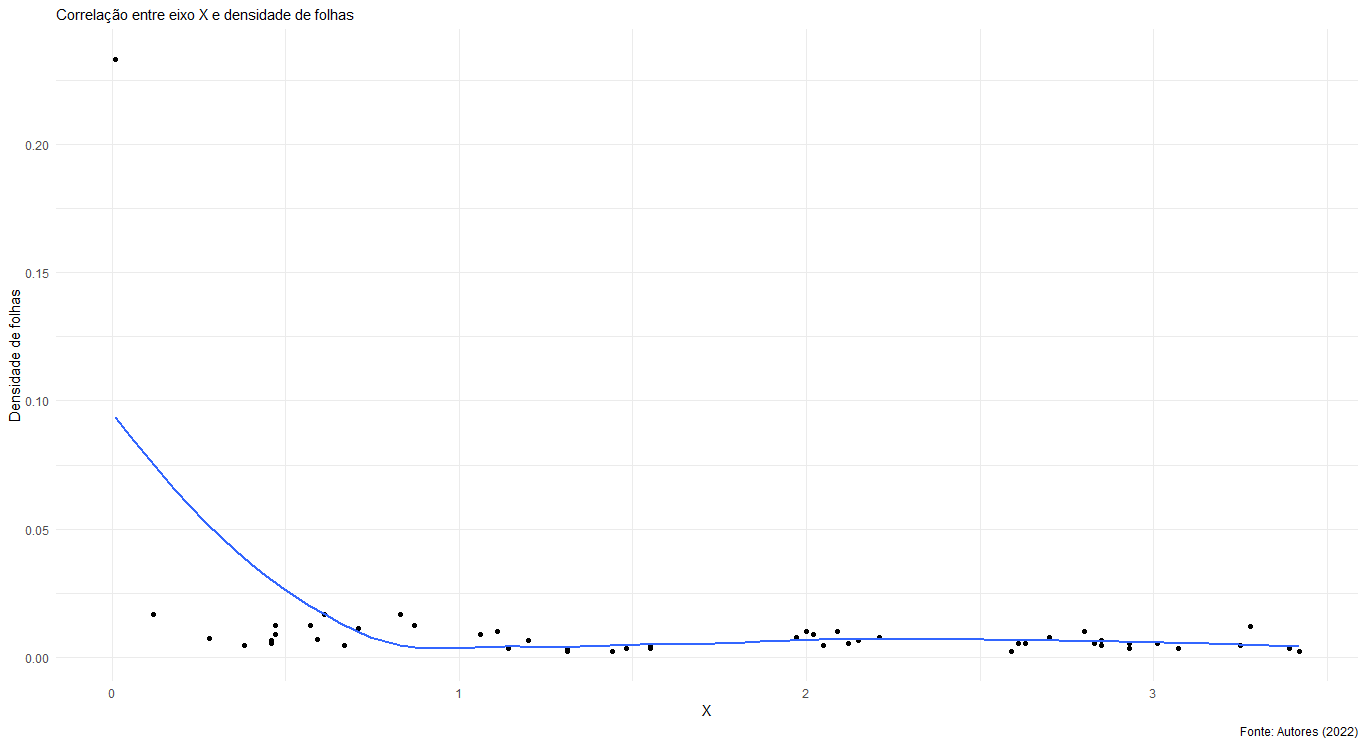 Correlação entre eixo X e densidade de folhas
Densidade de folhas
0.20
0.15
0.10
0.05
0.00
0
1
2
3
X
Fonte: Autores (2022)